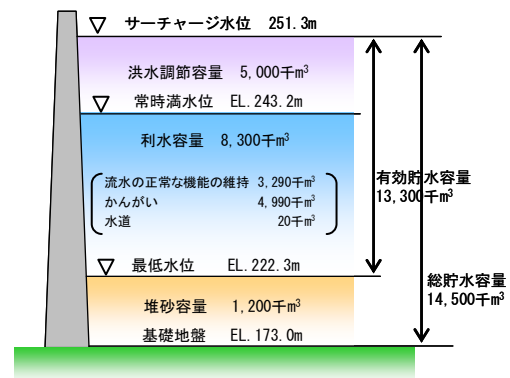 サーチャージ水位 251.3m
洪水調節容量 5,000千m³
常時満水位 EL.243.2m
利水容量 8,300千m³
流水の正常な機能の維持 3,290千m³
かんがい 4,990千m³
水道 20千m³
有効貯水容量
13,300千m³
最低水位 EL.222.3m
総貯水容量
14,500千m³
堆砂容量 1,200千m³
基礎地盤 EL.173.0m